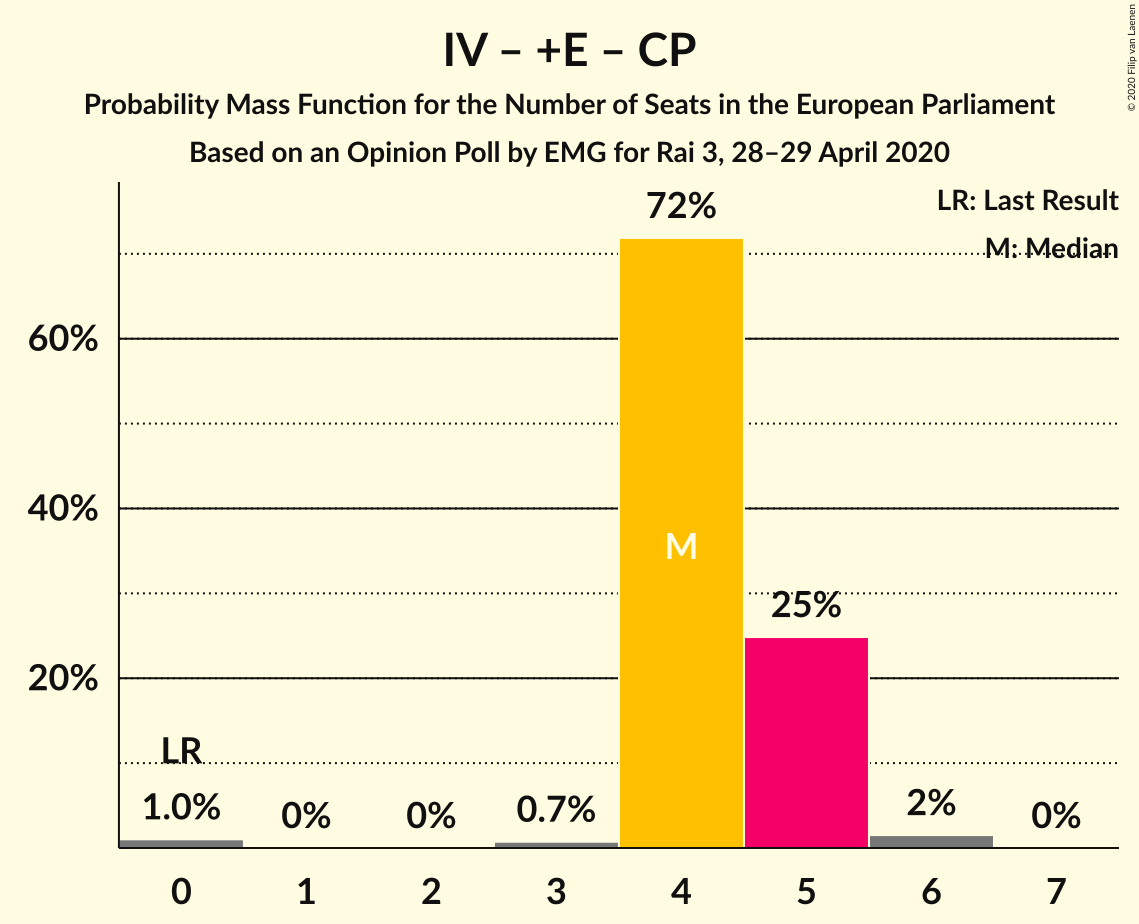 IV – +E – CP
Probability Mass Function for the Number of Seats in the European Parliament
Based on an Opinion Poll by EMG for Rai 3, 28–29 April 2020
© 2020 Filip van Laenen
LR: Last Result
M: Median
60%
40%
20%
72%
M
25%
LR
1.0%
0%
0%
0.7%
2%
0%
0 1 2 3 4 5 6 7